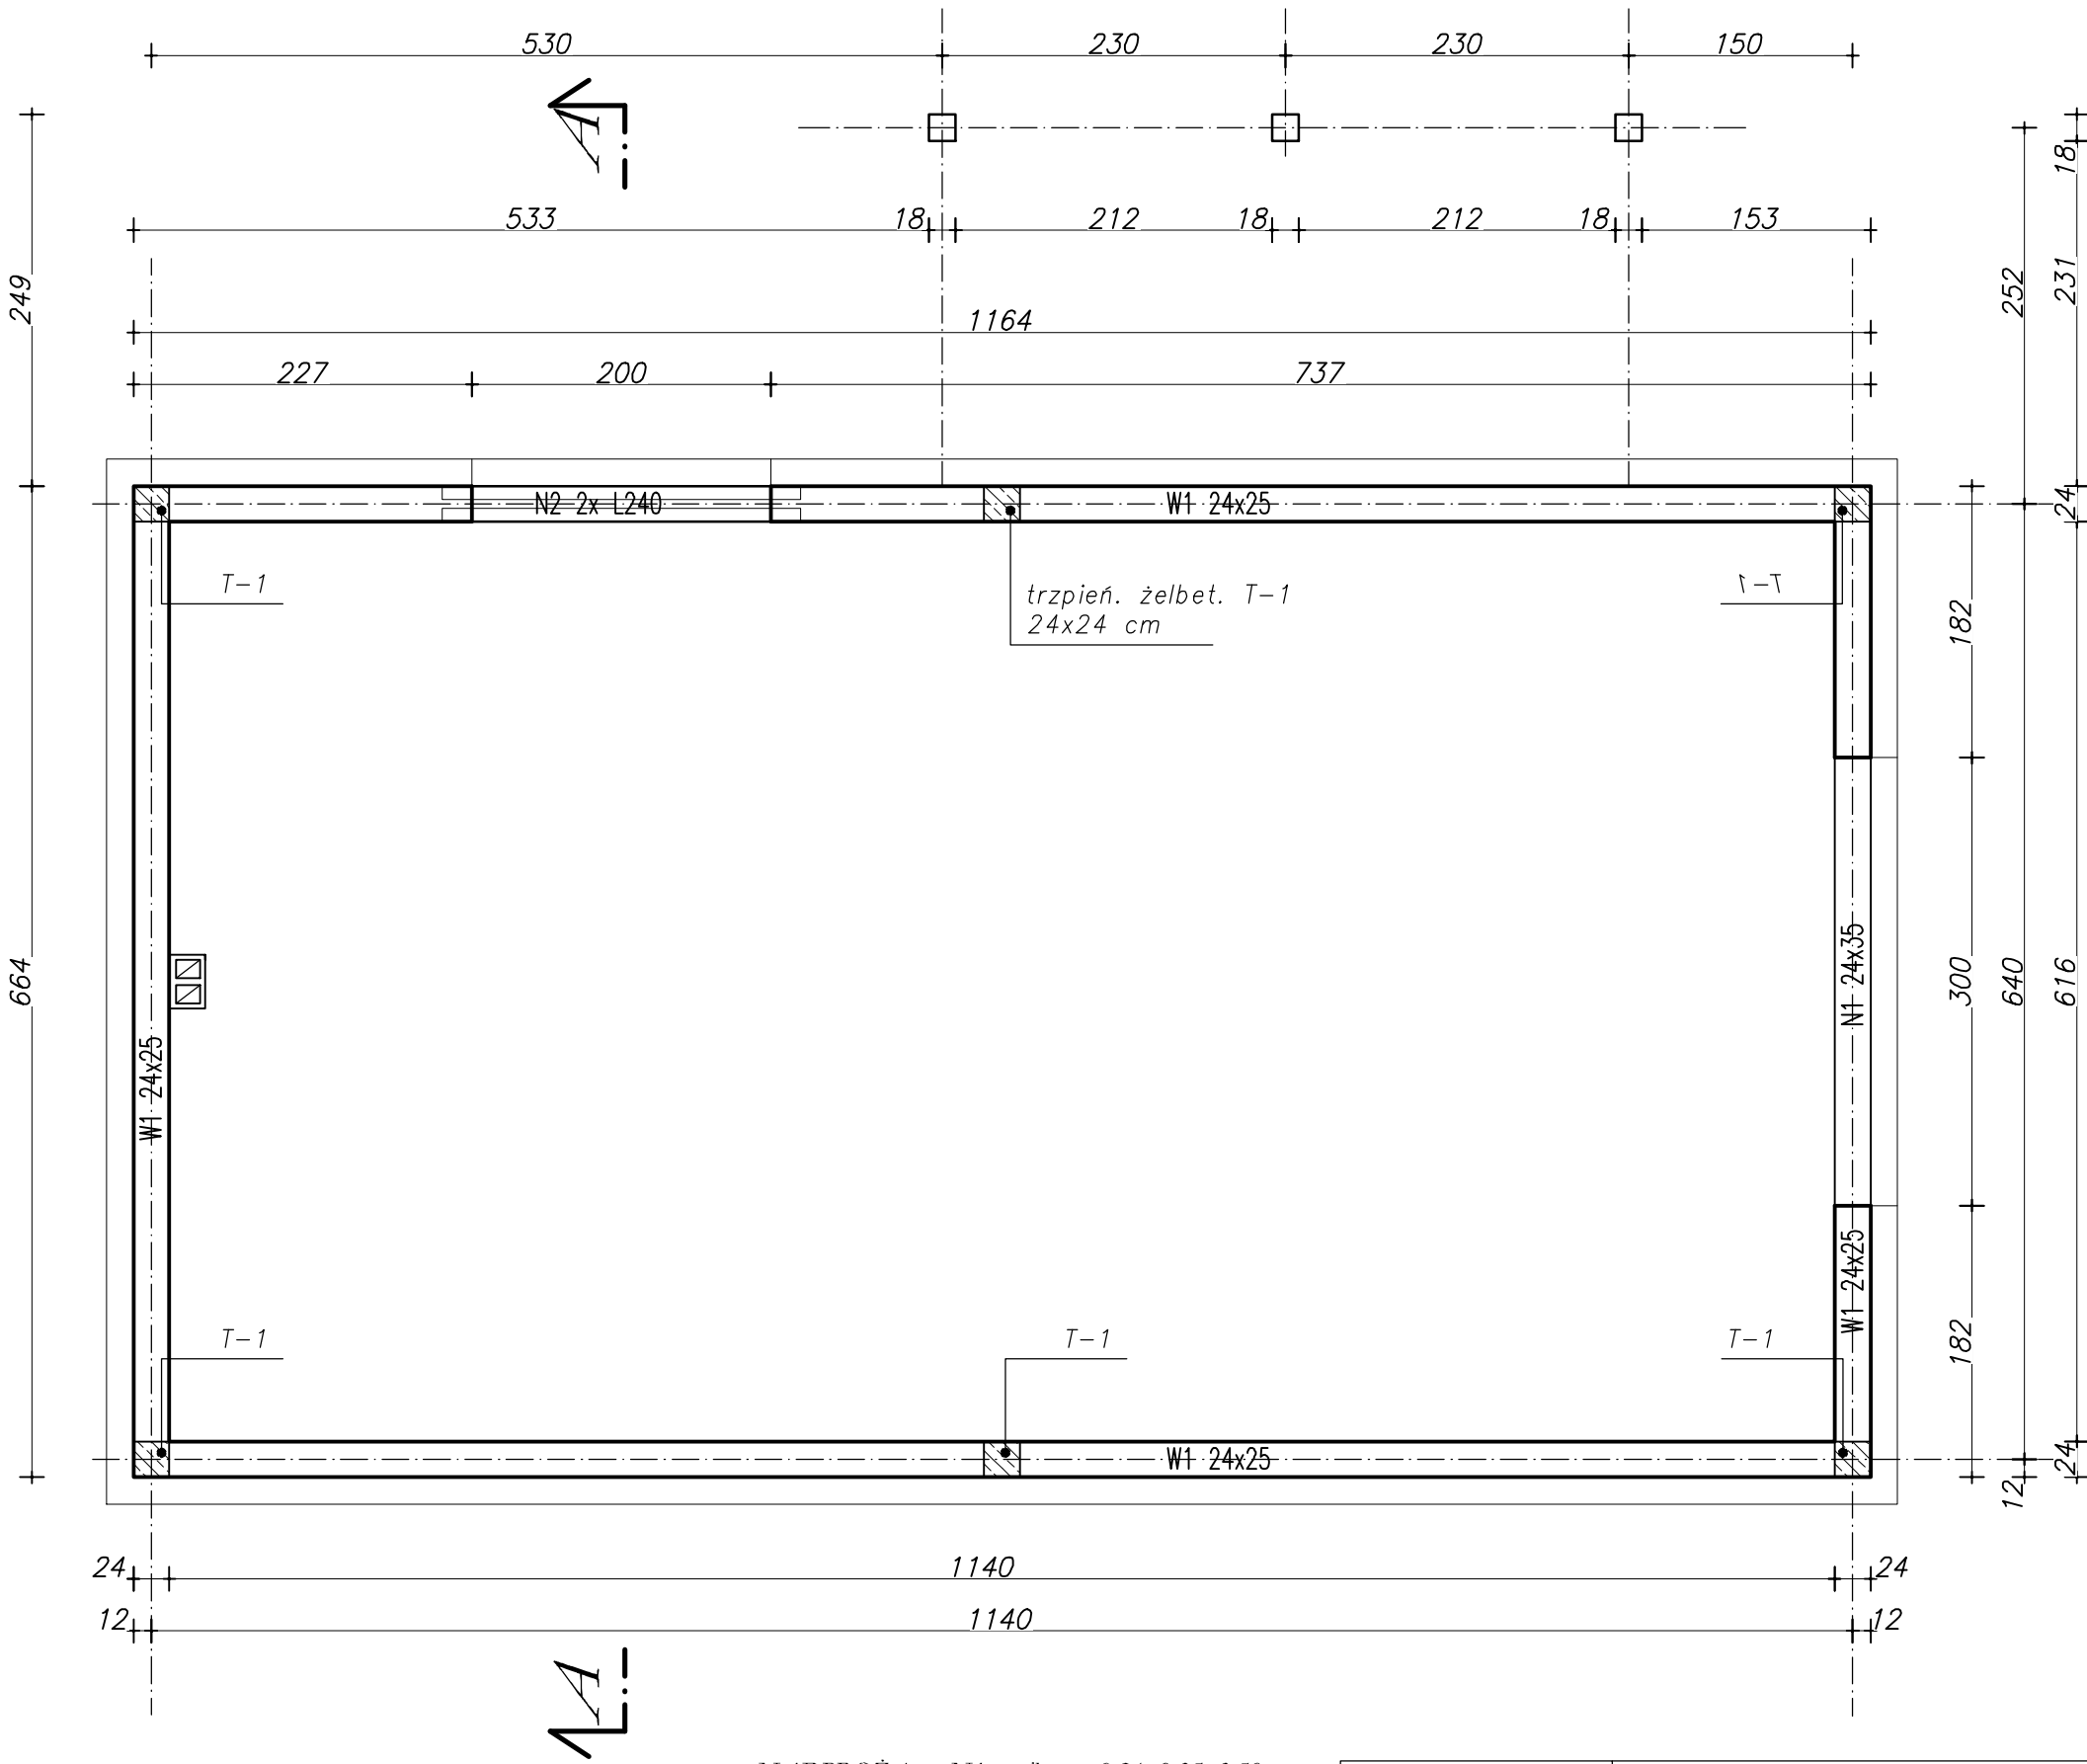 530 230 230 150
A
18
533 18 212 18 212 18 153
249 252 231
1164
227 200 737
N2 2x L240 W1 24x25 24
T-1 trzpień. żelbet. T-1 T-1
24x24 cm
182
664 W1 24x25 N1 24x35 300 640 616
W1 24x25
T-1 T-1 T-1
182
W1 24x25 24
12
24 1140 24
12 1140 12
A